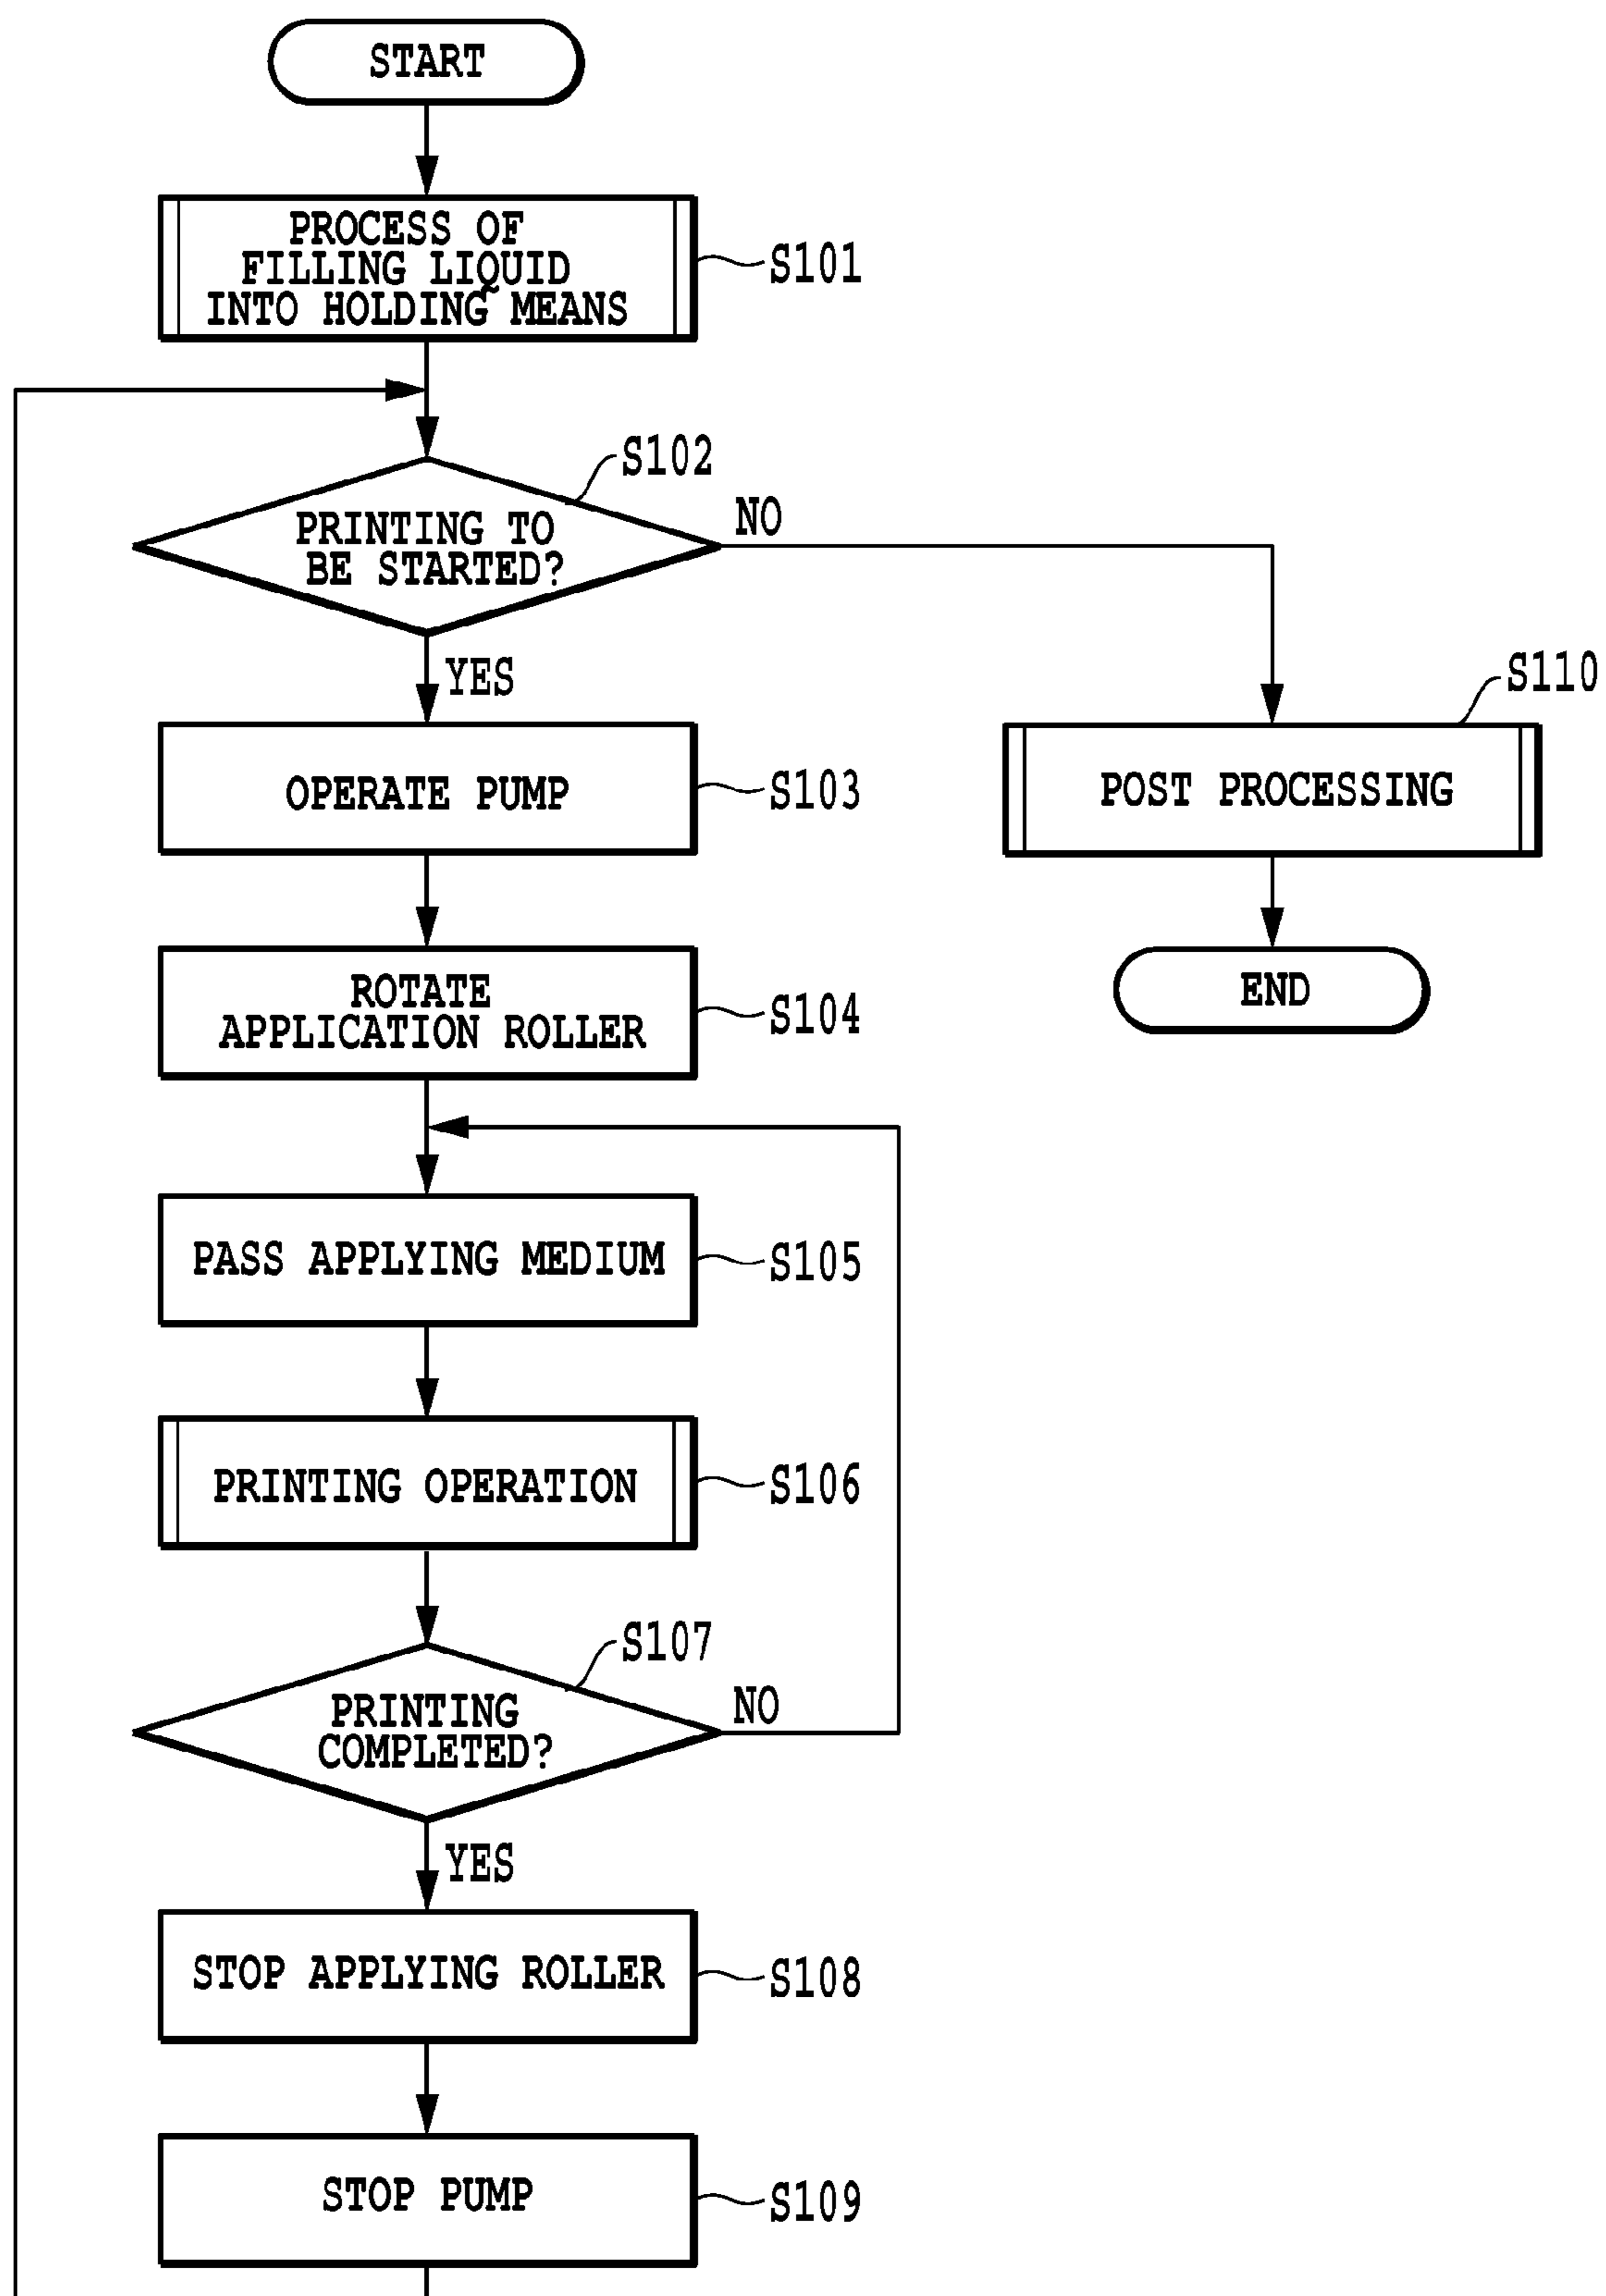 START
PROCESS OF
FILLING LIQUID
INTO HOLDING MEANS
S101
S102
PRINTING TO
BE STARTED?
NO
YES
S110
OPERATE PUMP
S103
POST PROCESSING
ROTATE
APPLICATION ROLLER
S104
END
PASS APPLYING MEDIUM
S105
PRINTING OPERATION
S106
S107
PRINTING
COMPLETED?
NO
YES
STOP APPLYING ROLLER
S108
STOP PUMP
S109